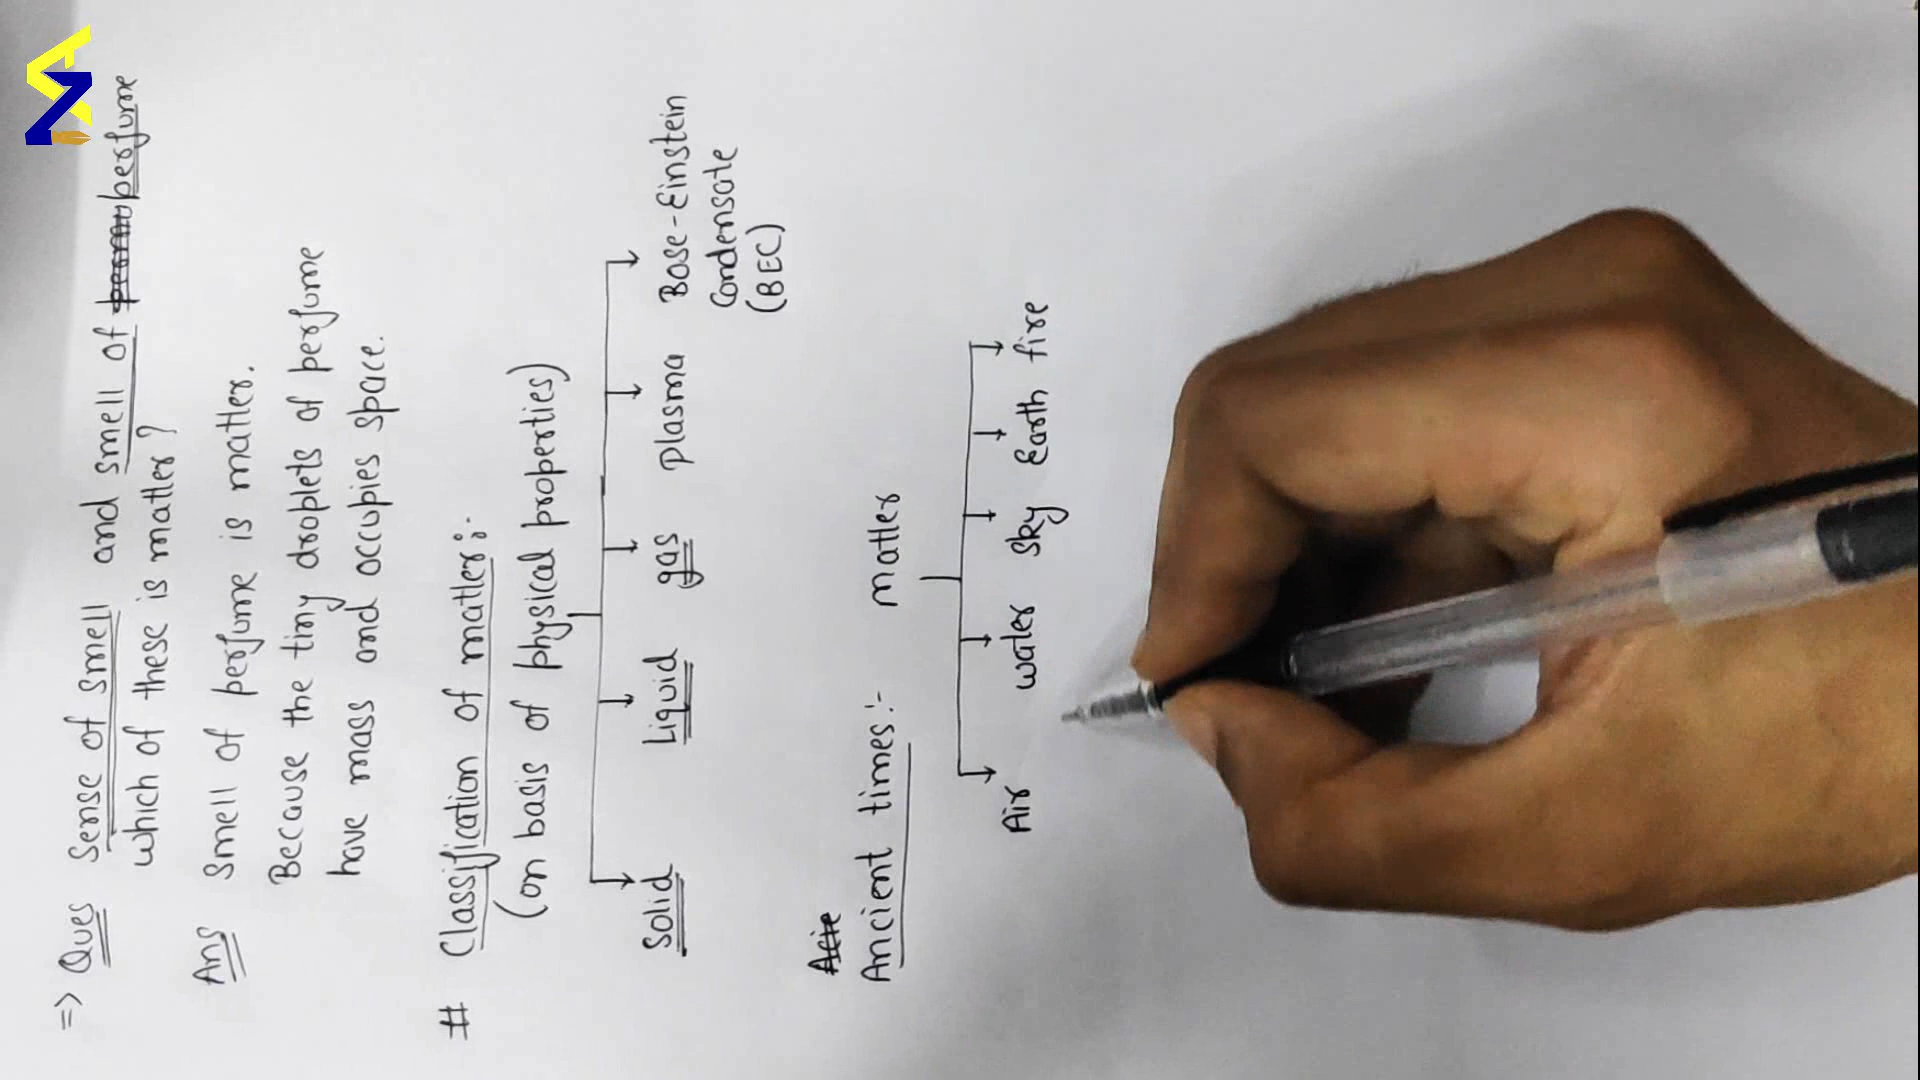 => Ques Sense of smell and smell of perfume
which of these is matter?
Ans Smell of perfume is matter.
Because the tiny droplets of perfume
have mass and occupies space.
# Classification of matter:-
(on basis of physical properties)
Solid Liquid gas Plasma Bose-Einstein
Condensate
(BEC)
Ancient times:- matter
Air water Sky Earth fire